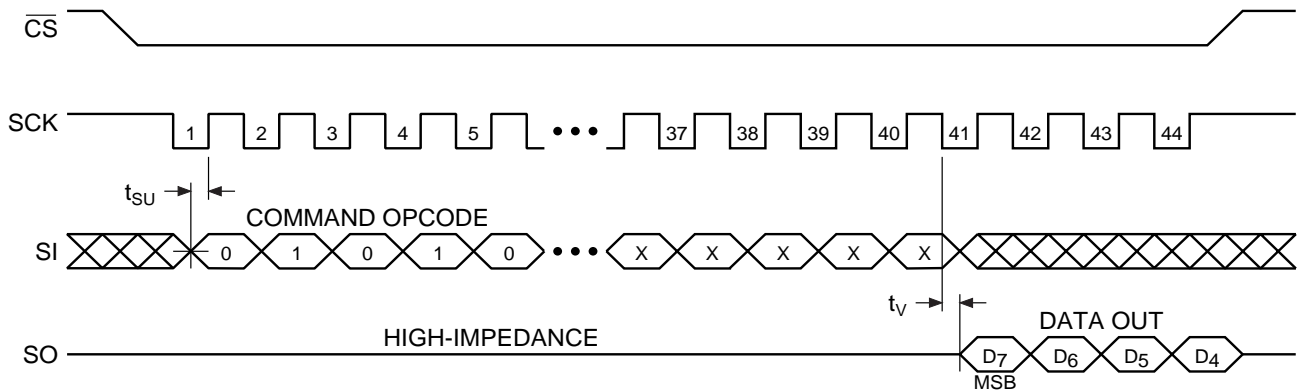 CS
SCK 1 2 3 4 5 ••• 37 38 39 40 41 42 43 44
tSU
COMMAND OPCODE
SI 0 1 0 1 0 ••• X X X X X
tV
HIGH-IMPEDANCE
DATA OUT
SO D7 D6 D5 D4
MSB